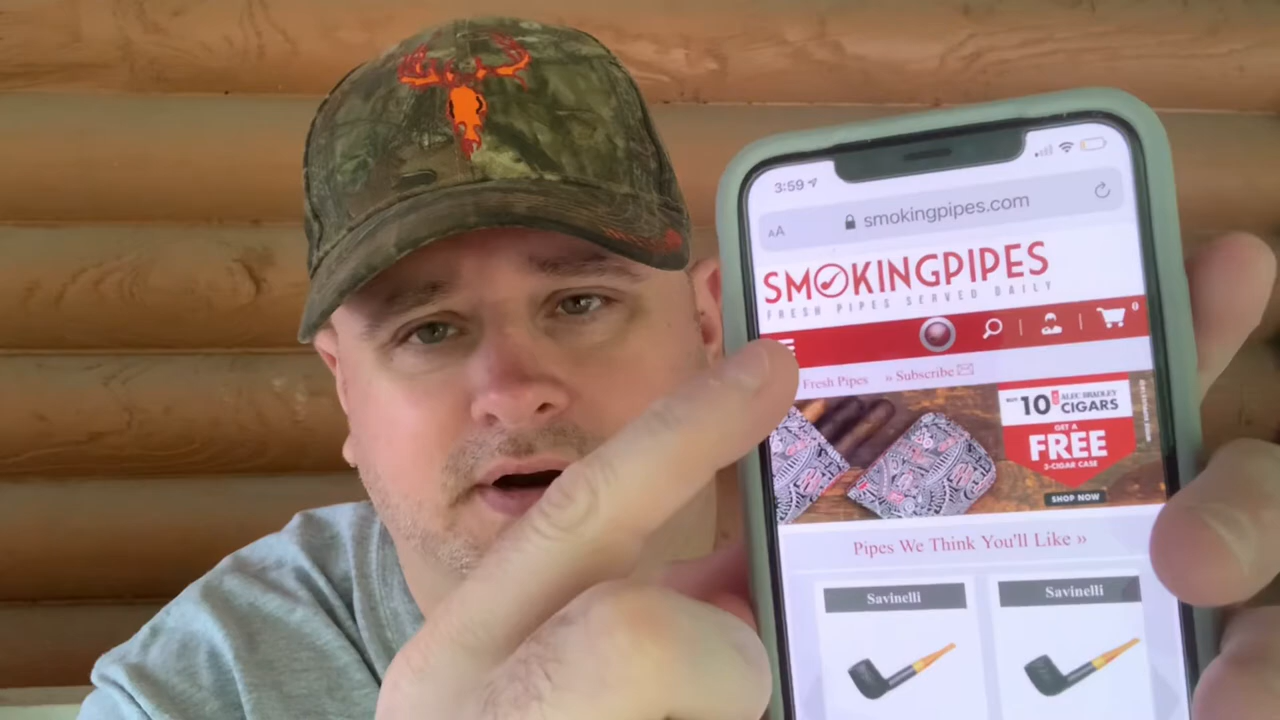 3:59
AA smokingpipes.com
SMOKINGPIPES
FRESH PIPES SERVED DAILY
0
Fresh Pipes » Subscribe
BUY 10 ALEC BRADLEY
CIGARS
GET A
FREE
3-CIGAR CASE
SHOP NOW
Pipes We Think You'll Like »
Savinelli Savinelli